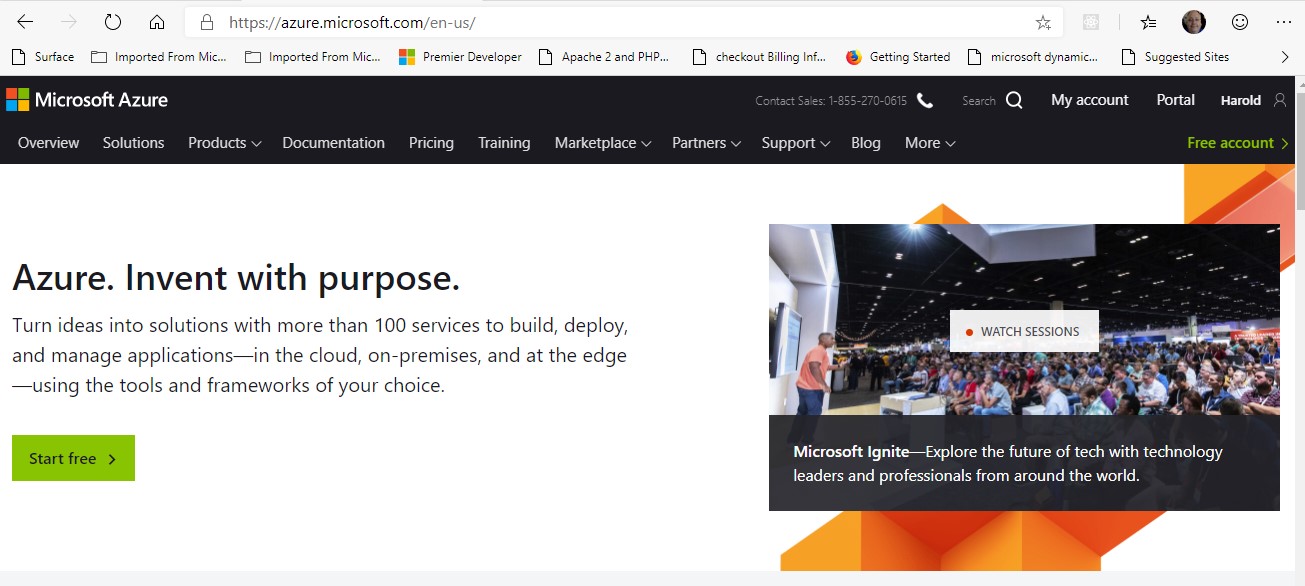 https://azure.microsoft.com/en-us/
Surface Imported From Mic... Imported From Mic... Premier Developer Apache 2 and PHP... checkout Billing Inf... Getting Started microsoft dynamic... Suggested Sites
Microsoft Azure Contact Sales: 1-855-270-0615 Search My account Portal Harold
Overview Solutions Products Documentation Pricing Training Marketplace Partners Support Blog More Free account
Azure. Invent with purpose.
Turn ideas into solutions with more than 100 services to build, deploy,
and manage applications—in the cloud, on-premises, and at the edge
—using the tools and frameworks of your choice.
Start free
WATCH SESSIONS
Microsoft Ignite—Explore the future of tech with technology
leaders and professionals from around the world.